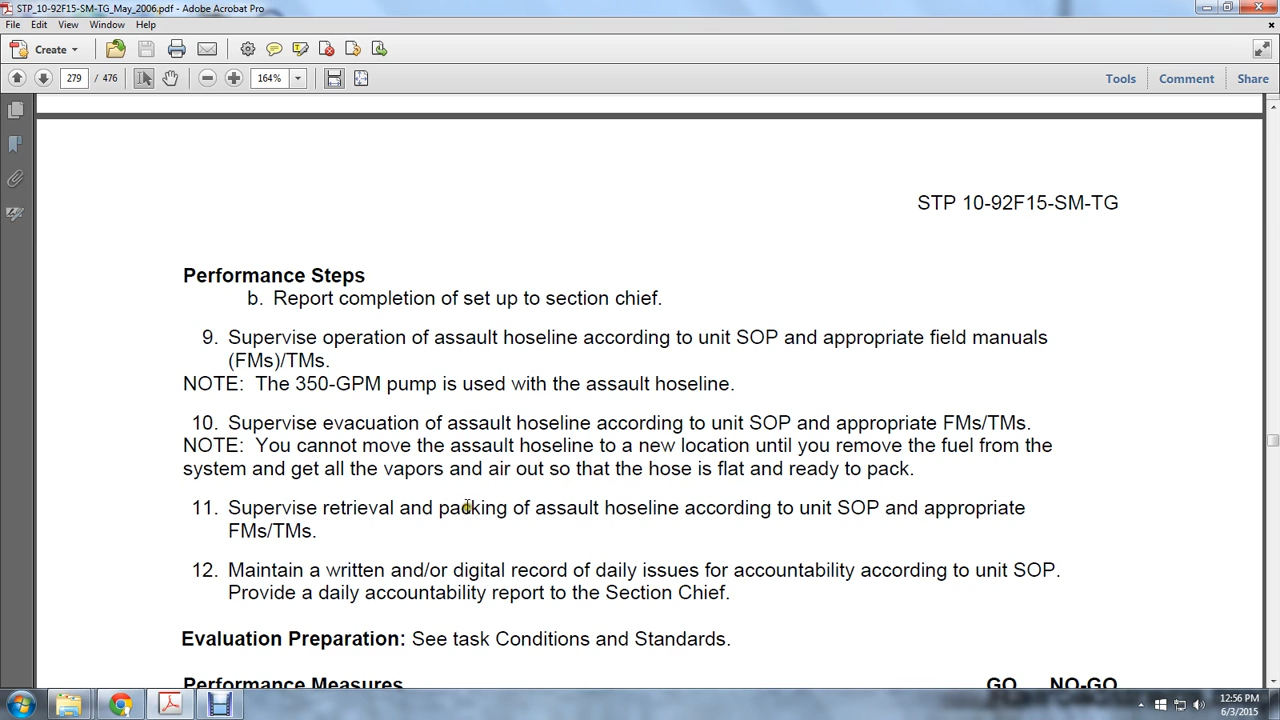 STP_10-92F15-SM-TG_May_2006.pdf - Adobe Acrobat Pro
File Edit View Window Help
Create
279 / 476 164% Tools Comment Share
STP 10-92F15-SM-TG
Performance Steps
b. Report completion of set up to section chief.
9. Supervise operation of assault hoseline according to unit SOP and appropriate field manuals
(FMs)/TMs.
NOTE: The 350-GPM pump is used with the assault hoseline.
10. Supervise evacuation of assault hoseline according to unit SOP and appropriate FMs/TMs.
NOTE: You cannot move the assault hoseline to a new location until you remove the fuel from the
system and get all the vapors and air out so that the hose is flat and ready to pack.
11. Supervise retrieval and packing of assault hoseline according to unit SOP and appropriate
FMs/TMs.
12. Maintain a written and/or digital record of daily issues for accountability according to unit SOP.
Provide a daily accountability report to the Section Chief.
Evaluation Preparation: See task Conditions and Standards.
Performance Measures GO NO-GO
12:56 PM
6/3/2015